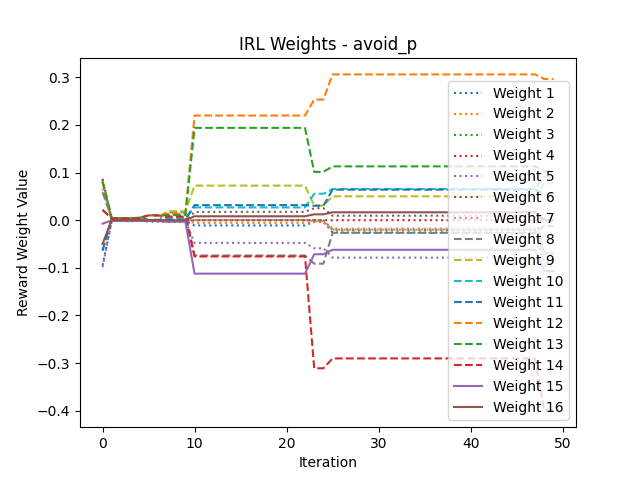 IRL Weights - avoid_p
Reward Weight Value
0.3
0.2
0.1
0.0
−0.1
−0.2
−0.3
−0.4
Weight 1
Weight 2
Weight 3
Weight 4
Weight 5
Weight 6
Weight 7
Weight 8
Weight 9
Weight 10
Weight 11
Weight 12
Weight 13
Weight 14
Weight 15
Weight 16
0 10 20 30 40 50
Iteration